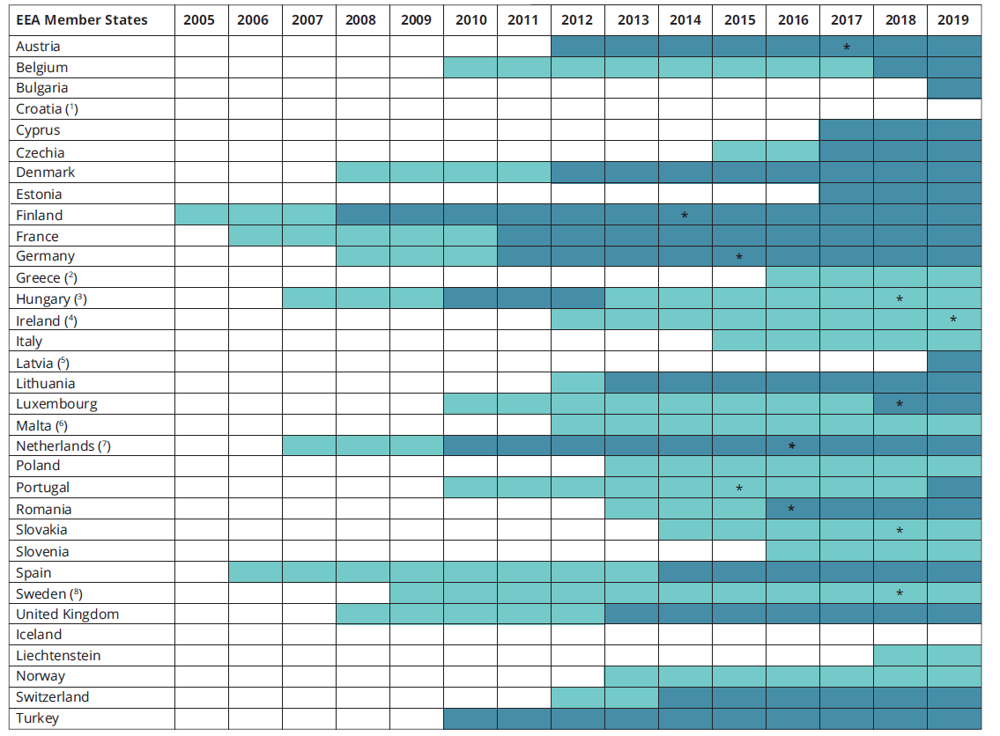 EEA Member States 2005 2006 2007 2008 2009 2010 2011 2012 2013 2014 2015 2016 2017 2018 2019
Austria *
Belgium
Bulgaria
Croatia (¹)
Cyprus
Czechia
Denmark
Estonia
Finland *
France
Germany *
Greece (²)
Hungary (³) *
Ireland (⁴) *
Italy
Latvia (⁵)
Lithuania
Luxembourg *
Malta (⁶)
Netherlands (⁷) *
Poland
Portugal *
Romania *
Slovakia *
Slovenia
Spain
Sweden (⁸) *
United Kingdom
Iceland
Liechtenstein
Norway
Switzerland
Turkey